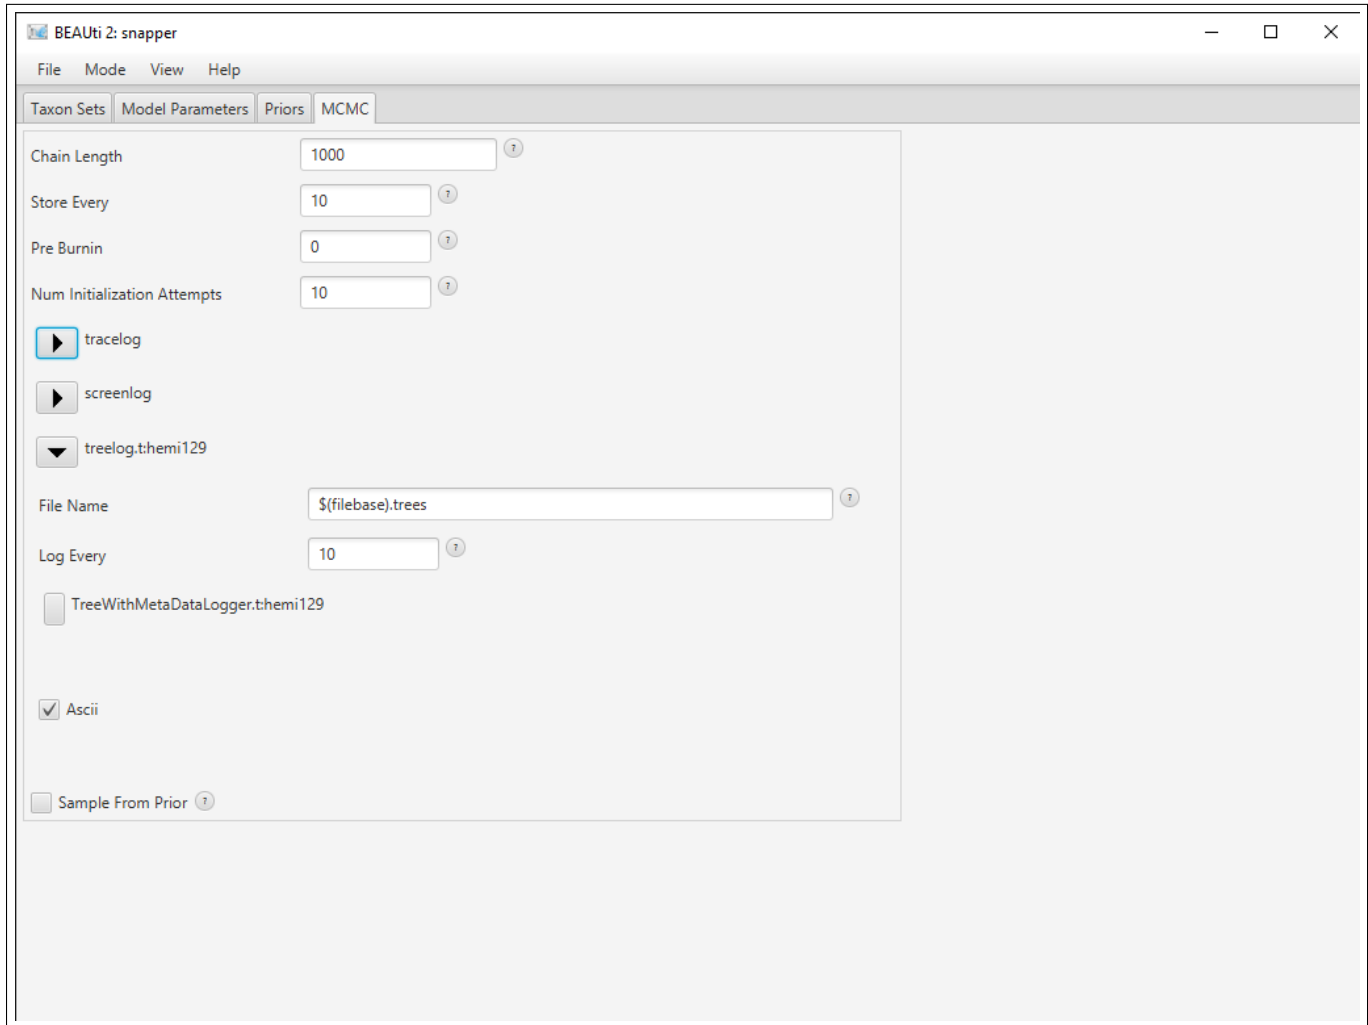 BEAUti 2: snapper
File Mode View Help
Taxon Sets Model Parameters Priors MCMC
Chain Length 1000 ?
Store Every 10 ?
Pre Burnin 0 ?
Num Initialization Attempts 10 ?
tracelog
screenlog
treelog.t:hemi129
File Name $(filebase).trees ?
Log Every 10 ?
TreeWithMetaDataLogger.t:hemi129
Ascii
Sample From Prior ?